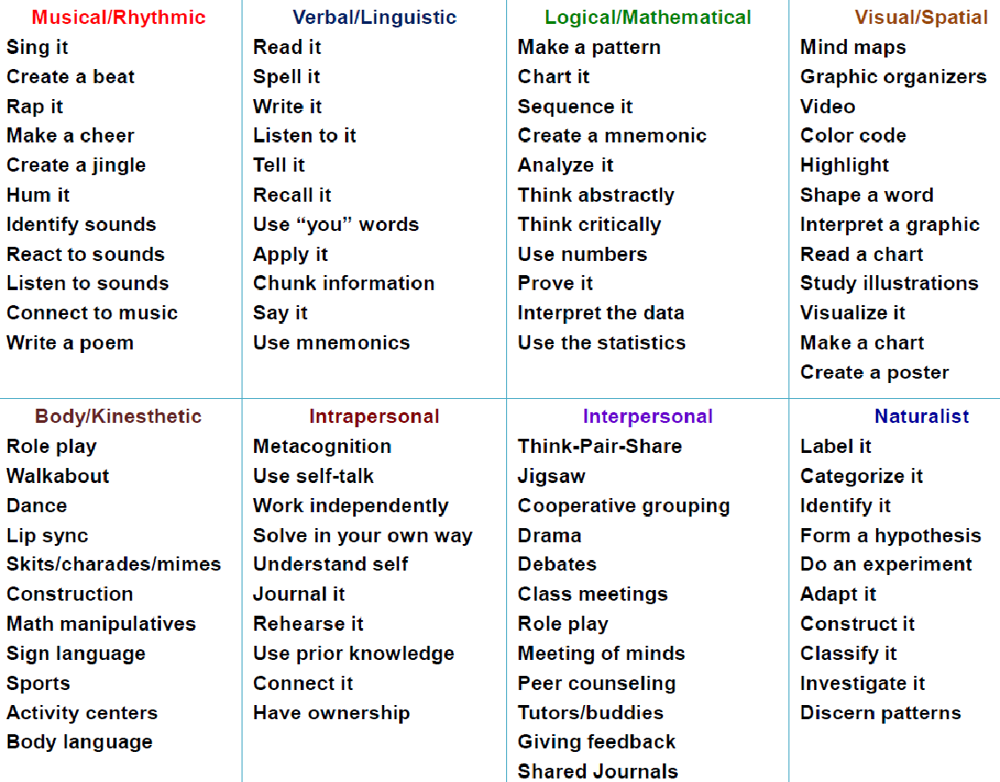 Musical/Rhythmic
Sing it
Create a beat
Rap it
Make a cheer
Create a jingle
Hum it
Identify sounds
React to sounds
Listen to sounds
Connect to music
Write a poem
Verbal/Linguistic
Read it
Spell it
Write it
Listen to it
Tell it
Recall it
Use “you” words
Apply it
Chunk information
Say it
Use mnemonics
Logical/Mathematical
Make a pattern
Chart it
Sequence it
Create a mnemonic
Analyze it
Think abstractly
Think critically
Use numbers
Prove it
Interpret the data
Use the statistics
Visual/Spatial
Mind maps
Graphic organizers
Video
Color code
Highlight
Shape a word
Interpret a graphic
Read a chart
Study illustrations
Visualize it
Make a chart
Create a poster
Body/Kinesthetic
Role play
Walkabout
Dance
Lip sync
Skits/charades/mimes
Construction
Math manipulatives
Sign language
Sports
Activity centers
Body language
Intrapersonal
Metacognition
Use self-talk
Work independently
Solve in your own way
Understand self
Journal it
Rehearse it
Use prior knowledge
Connect it
Have ownership
Interpersonal
Think-Pair-Share
Jigsaw
Cooperative grouping
Drama
Debates
Class meetings
Role play
Meeting of minds
Peer counseling
Tutors/buddies
Giving feedback
Shared Journals
Naturalist
Label it
Categorize it
Identify it
Form a hypothesis
Do an experiment
Adapt it
Construct it
Classify it
Investigate it
Discern patterns